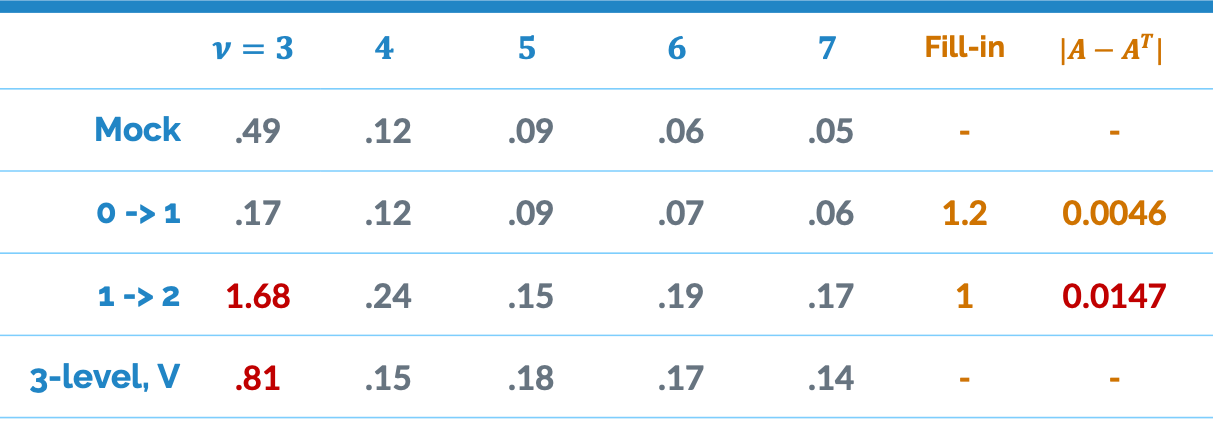 ν = 3 4 5 6 7 Fill-in |A − Aᵀ|
Mock .49 .12 .09 .06 .05 - -
0 -> 1 .17 .12 .09 .07 .06 1.2 0.0046
1 -> 2 1.68 .24 .15 .19 .17 1 0.0147
3-level, V .81 .15 .18 .17 .14 - -